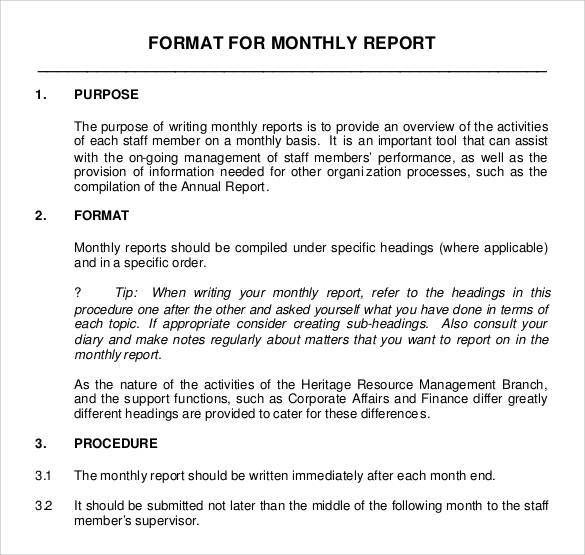 FORMAT FOR MONTHLY REPORT
1. PURPOSE
The purpose of writing monthly reports is to provide an overview of the activities
of each staff member on a monthly basis. It is an important tool that can assist
with the on-going management of staff members' performance, as well as the
provision of information needed for other organization processes, such as the
compilation of the Annual Report.
2. FORMAT
Monthly reports should be compiled under specific headings (where applicable)
and in a specific order.
? Tip: When writing your monthly report, refer to the headings in this
procedure one after the other and asked yourself what you have done in terms of
each topic. If appropriate consider creating sub-headings. Also consult your
diary and make notes regularly about matters that you want to report on in the
monthly report.
As the nature of the activities of the Heritage Resource Management Branch,
and the support functions, such as Corporate Affairs and Finance differ greatly
different headings are provided to cater for these differences.
3. PROCEDURE
3.1 The monthly report should be written immediately after each month end.
3.2 It should be submitted not later than the middle of the following month to the staff
member's supervisor.